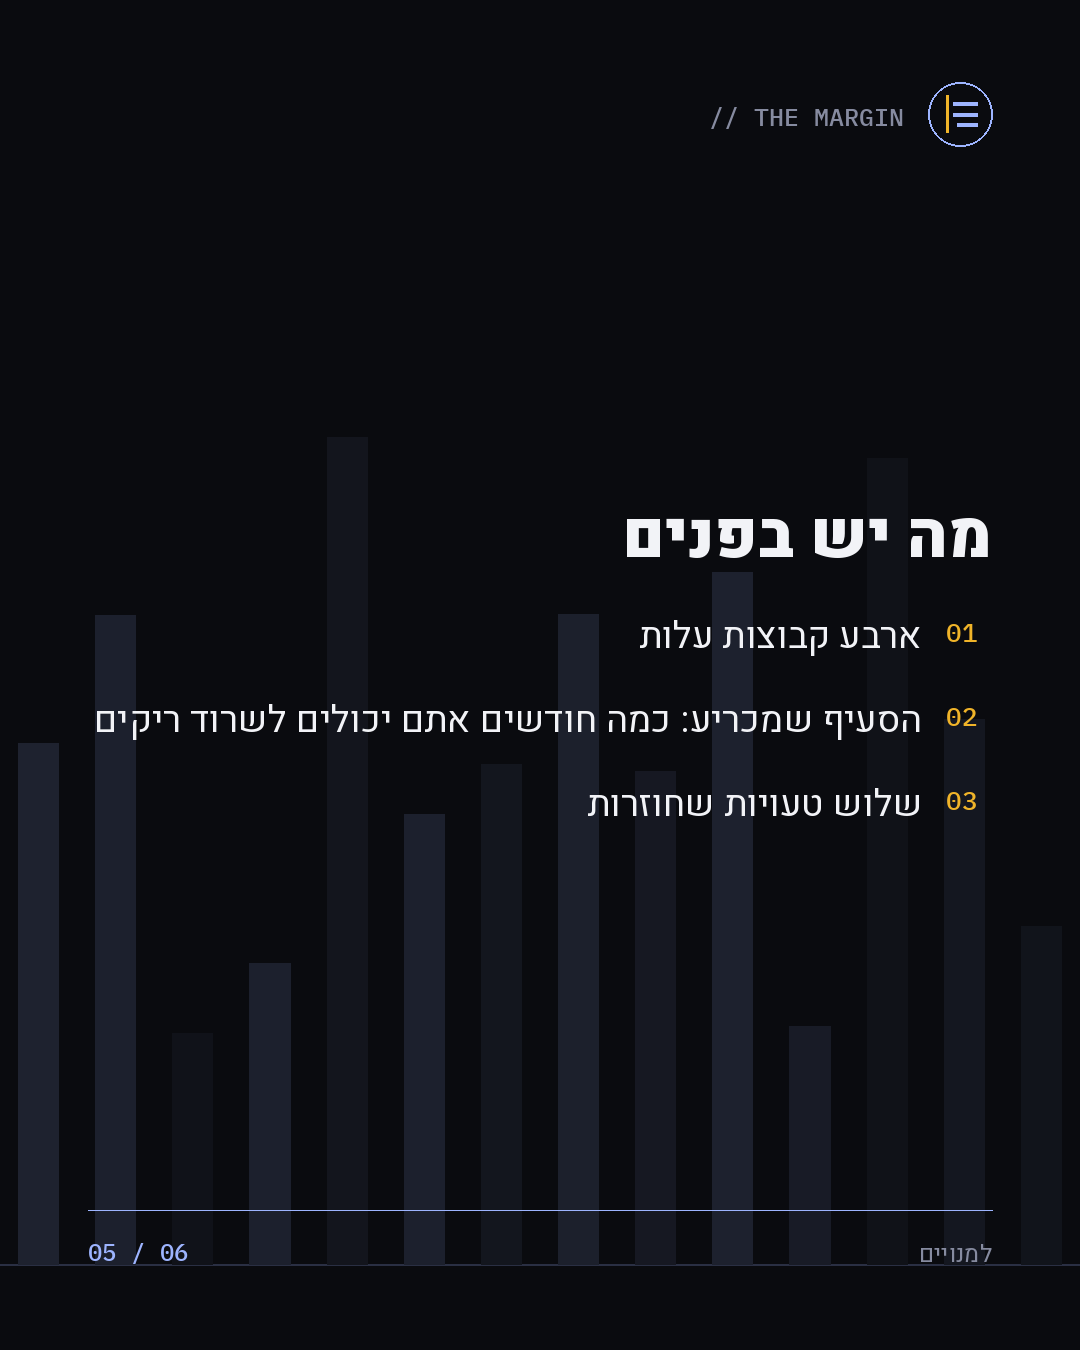 // THE MARGIN
מה יש בפנים
01 ארבע קבוצות עלות
02 הסעיף שמכריע: כמה חודשים אתם יכולים לשרוד ריקים
03 שלוש טעויות שחוזרות
למנויים
05 / 06